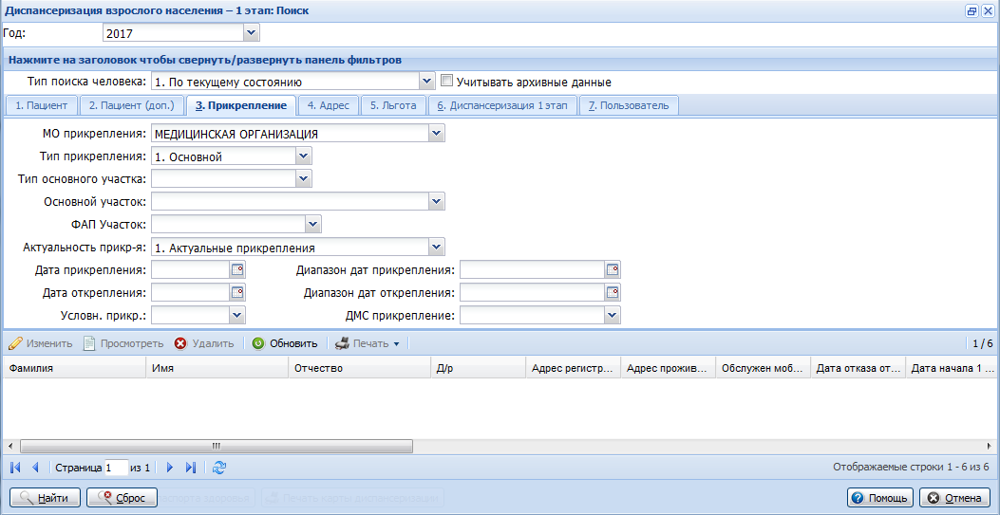 Диспансеризация взрослого населения – 1 этап: Поиск
Год: 2017
Нажмите на заголовок чтобы свернуть/развернуть панель фильтров
Тип поиска человека: 1. По текущему состоянию Учитывать архивные данные
1. Пациент 2. Пациент (доп.) 3. Прикрепление 4. Адрес 5. Льгота 6. Диспансеризация 1 этап 7. Пользователь
МО прикрепления: МЕДИЦИНСКАЯ ОРГАНИЗАЦИЯ
Тип прикрепления: 1. Основной
Тип основного участка:
Основной участок:
ФАП Участок:
Актуальность прикр-я: 1. Актуальные прикрепления
Дата прикрепления: Диапазон дат прикрепления:
Дата открепления: Диапазон дат открепления:
Условн. прикр.: ДМС прикрепление:
Изменить Просмотреть Удалить Обновить Печать 1 / 6
Фамилия Имя Отчество Д/р Адрес регистр... Адрес прожив... Обслужен моб... Дата отказа от... Дата начала 1 ...
Страница 1 из 1 Отображаемые строки 1 - 6 из 6
Найти Сброс Помощь Отмена